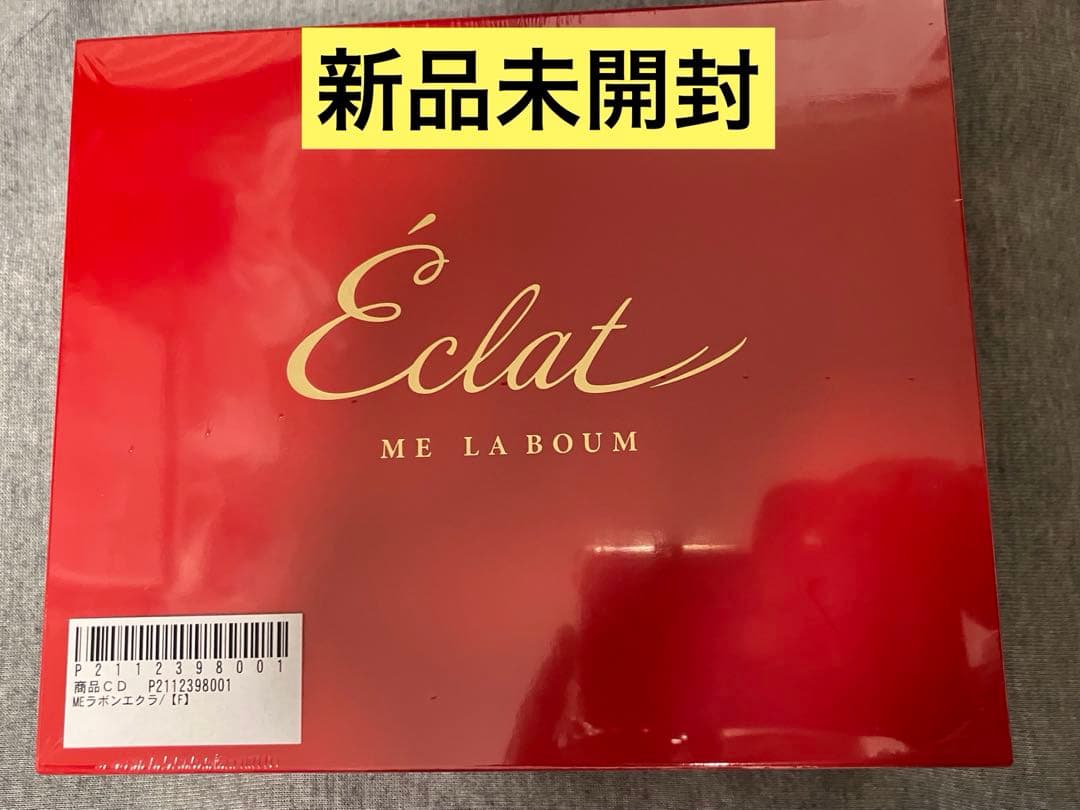 新品未開封
Éclat
ME LA BOUM
P2112398001
商品CD P2112398001
MEラボンエクラ/【F】